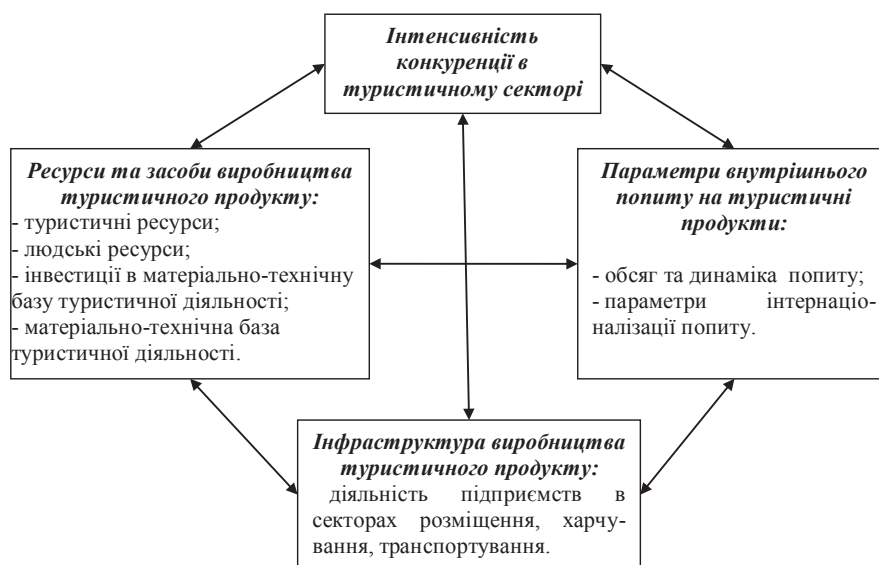 Інтенсивність
конкуренції в
туристичному секторі
Ресурси та засоби виробництва
туристичного продукту:
- туристичні ресурси;
- людські ресурси;
- інвестиції в матеріально-технічну
базу туристичної діяльності;
- матеріально-технічна база
туристичної діяльності.
Параметри внутрішнього
попиту на туристичні
продукти:
- обсяг та динаміка попиту;
- параметри інтернаціо-
налізації попиту.
Інфраструктура виробництва
туристичного продукту:
діяльність підприємств в
секторах розміщення, харчу-
вання, транспортування.